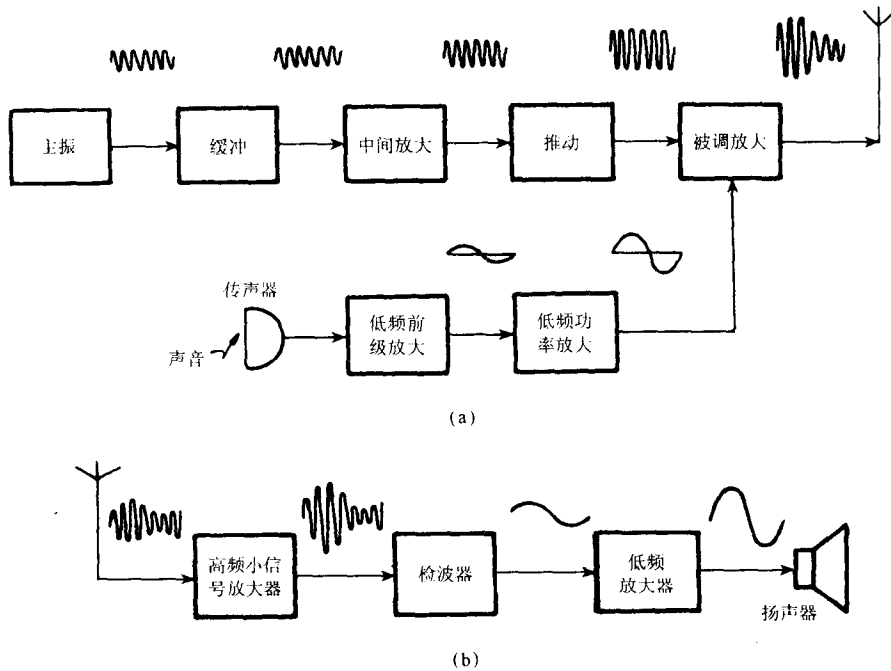 主振
缓冲
中间放大
推动
被调放大
传声器
声音
低频前
级放大
低频功
率放大
(a)
高频小信
号放大器
检波器
低频
放大器
扬声器
(b)